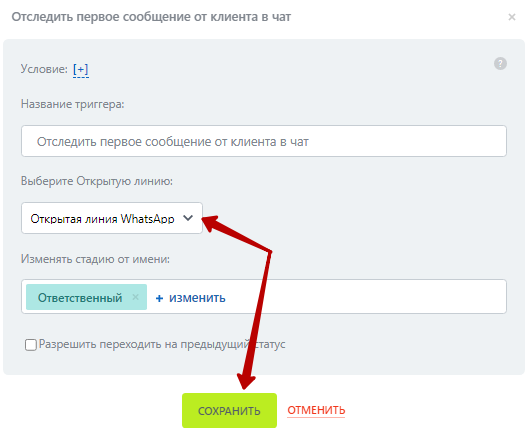 Отследить первое сообщение от клиента в чат
Условие: [+]
Название триггера:
Отследить первое сообщение от клиента в чат
Выберите Открытую линию:
Открытая линия WhatsApp
Изменять стадию от имени:
Ответственный × + изменить
Разрешить переходить на предыдущий статус
СОХРАНИТЬ ОТМЕНИТЬ